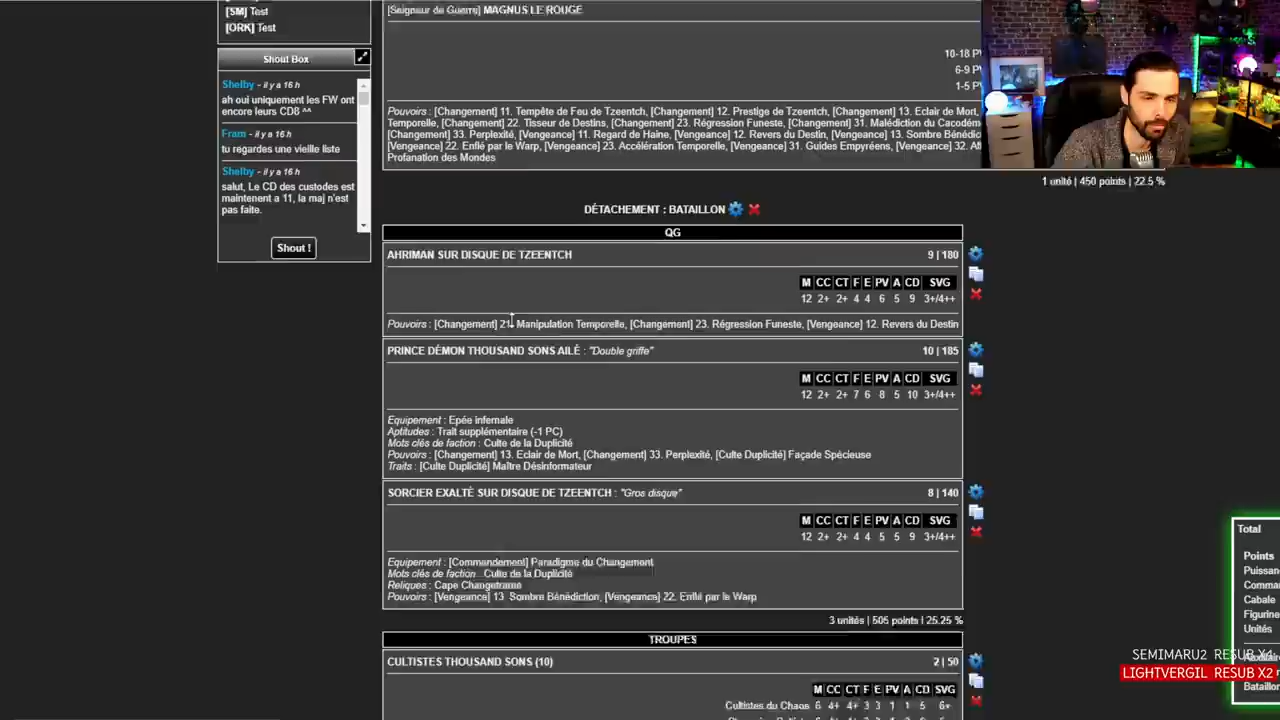 [SM] Test
[ORK] Test
Shout Box
Shelby - il y a 16 h
ah oui uniquement les FW ont
encore leurs CD8 ^^
Fram - il y a 16 h
tu regardes une vieille liste
Shelby - il y a 16 h
salut, Le CD des custodes est
maintenent a 11, la maj n'est
pas faite.
Shout !
[Seigneur de Guerre] MAGNUS LE ROUGE
10-18 PV
6-9 PV
1-5 PV
Pouvoirs : [Changement] 11. Tempête de Feu de Tzeentch, [Changement] 12. Prestige de Tzeentch, [Changement] 13. Eclair de Mort,
Temporelle, [Changement] 22. Tisseur de Destins, [Changement] 23. Régression Funeste, [Changement] 31. Malédiction du Cacodém
[Changement] 33. Perplexité, [Vengeance] 11. Regard de Haine, [Vengeance] 12. Revers du Destin, [Vengeance] 13. Sombre Bénédic
[Vengeance] 22. Enflé par le Warp, [Vengeance] 23. Accélération Temporelle, [Vengeance] 31. Guides Empyréens, [Vengeance] 32.
Profanation des Mondes
1 unité | 450 points | 22.5 %
DÉTACHEMENT : BATAILLON
QG
AHRIMAN SUR DISQUE DE TZEENTCH 9 | 180
M CC CT F E PV A CD SVG
12 2+ 2+ 4 4 6 5 9 3+/4++
Pouvoirs : [Changement] 21. Manipulation Temporelle, [Changement] 23. Régression Funeste, [Vengeance] 12. Revers du Destin
PRINCE DÉMON THOUSAND SONS AILÉ : "Double griffe" 10 | 185
M CC CT F E PV A CD SVG
12 2+ 2+ 7 6 8 5 10 3+/4++
Equipement : Epée infernale
Aptitudes : Trait supplémentaire (-1 PC)
Mots clés de faction : Culte de la Duplicité
Pouvoirs : [Changement] 13. Eclair de Mort, [Changement] 33. Perplexité, [Culte Duplicité] Façade Spécieuse
Traits : [Culte Duplicité] Maître Désinformateur
SORCIER EXALTÉ SUR DISQUE DE TZEENTCH : "Gros disque" 8 | 140
M CC CT F E PV A CD SVG
12 2+ 2+ 4 4 5 5 9 3+/4++
Equipement : [Commandement] Paradigme du Changement
Mots clés de faction : Culte de la Duplicité
Reliques : Cape Changetrame
Pouvoirs : [Vengeance] 13. Sombre Bénédiction, [Vengeance] 22. Enflé par le Warp
3 unités | 505 points | 25.25 %
TROUPES
CULTISTES THOUSAND SONS (10) 2 | 50
M CC CT F E PV A CD SVG
Cultistes du Chaos 6 4+ 4+ 3 3 1 1 5 6+
Total
Points
Puissan
Comma
Cabale
Figurine
Unités
Auxiliair
Bataillon
SEMIMARU2 RESUB X4
LIGHTVERGIL RESUB X2